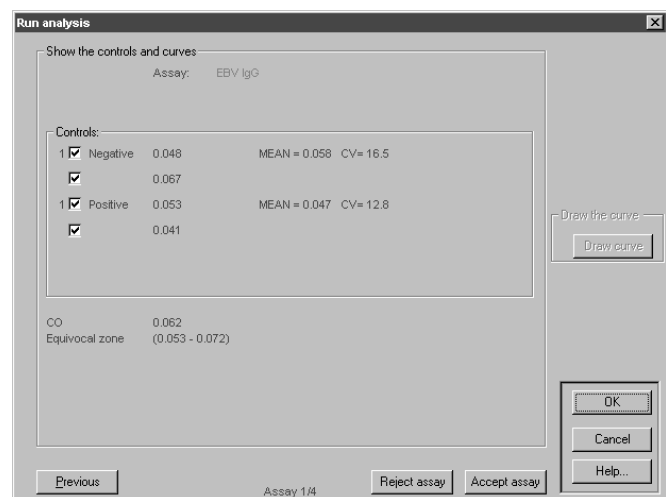 Run analysis
Show the controls and curves
Assay: EBV IgG
Controls:
1 Negative 0.048 MEAN = 0.058 CV= 16.5
0.067
1 Positive 0.053 MEAN = 0.047 CV= 12.8
0.041
Draw the curve
Draw curve
CO 0.062
Equivocal zone (0.053 - 0.072)
OK
Cancel
Help...
Previous
Assay 1/4
Reject assay
Accept assay